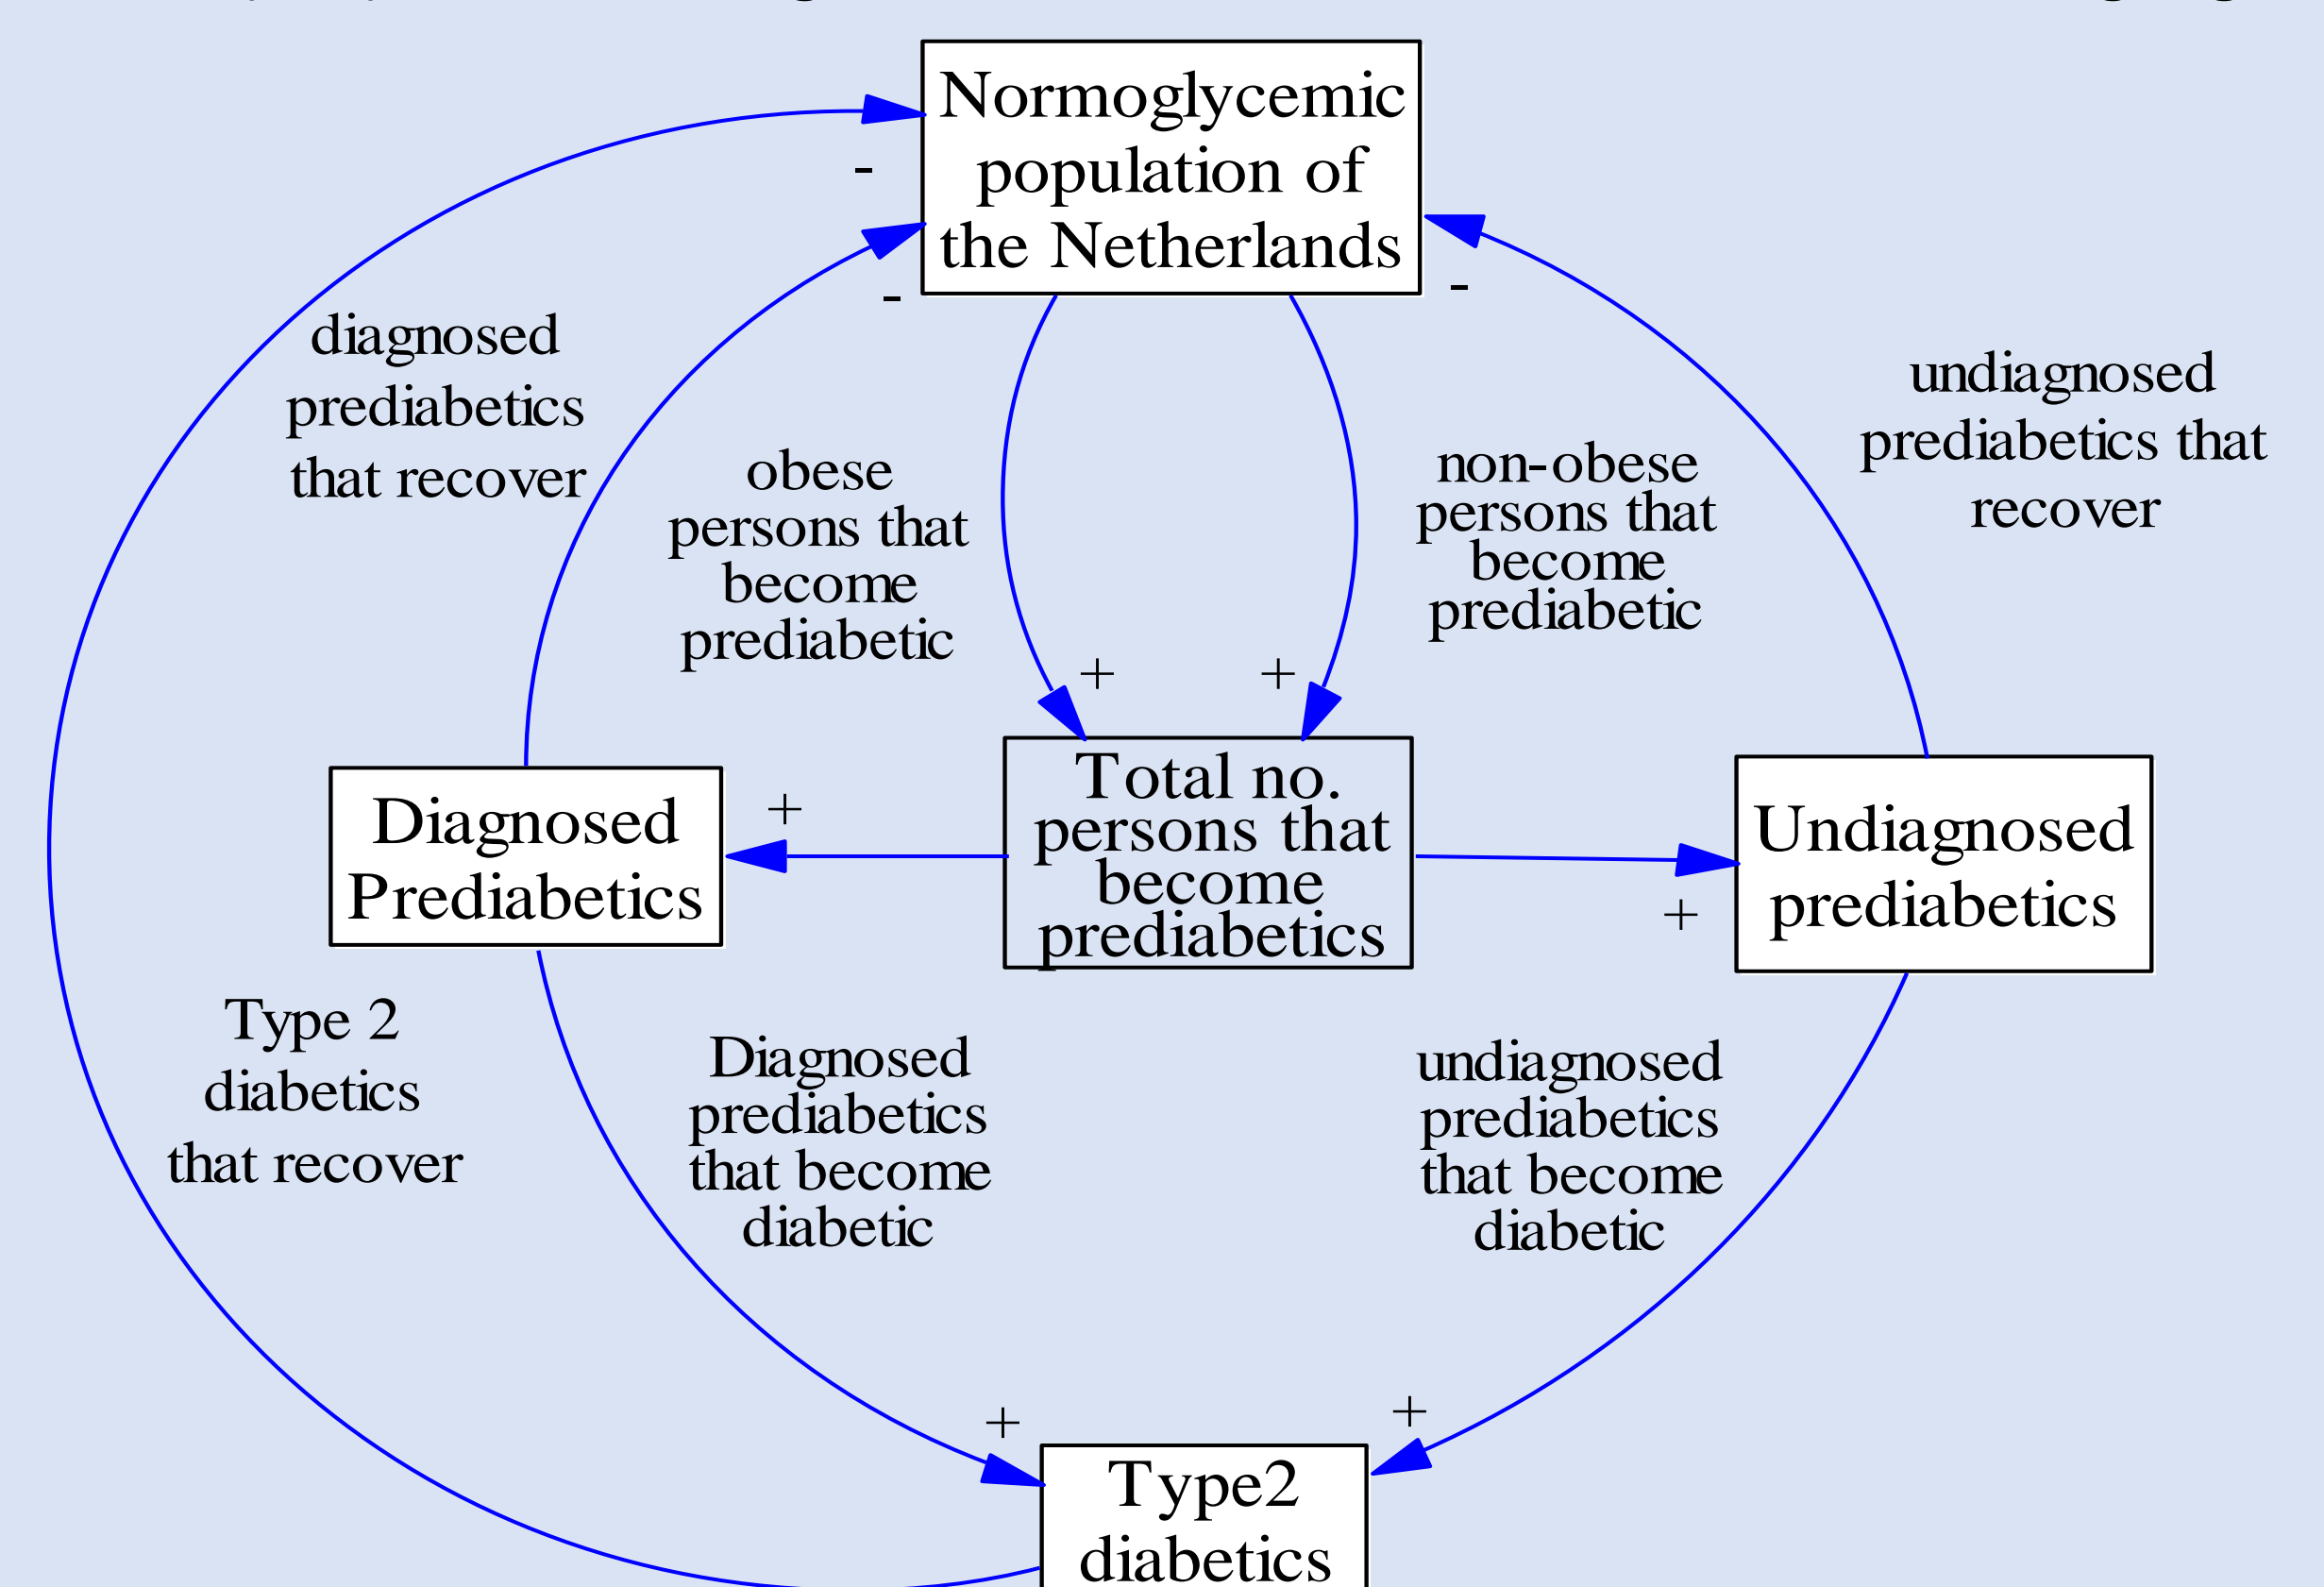 Normoglycemic
population of
the Netherlands
-
-
-
diagnosed
prediabetics
that recover
obese
persons that
become
prediabetic
non-obese
persons that
become
prediabetic
undiagnosed
prediabetics that
recover
+
+
Diagnosed
Prediabetics
+
Total no.
persons that
become
prediabetics
+
Undiagnosed
prediabetics
Type 2
diabetics
that recover
Diagnosed
prediabetics
that become
diabetic
undiagnosed
prediabetics
that become
diabetic
+
+
Type2
diabetics